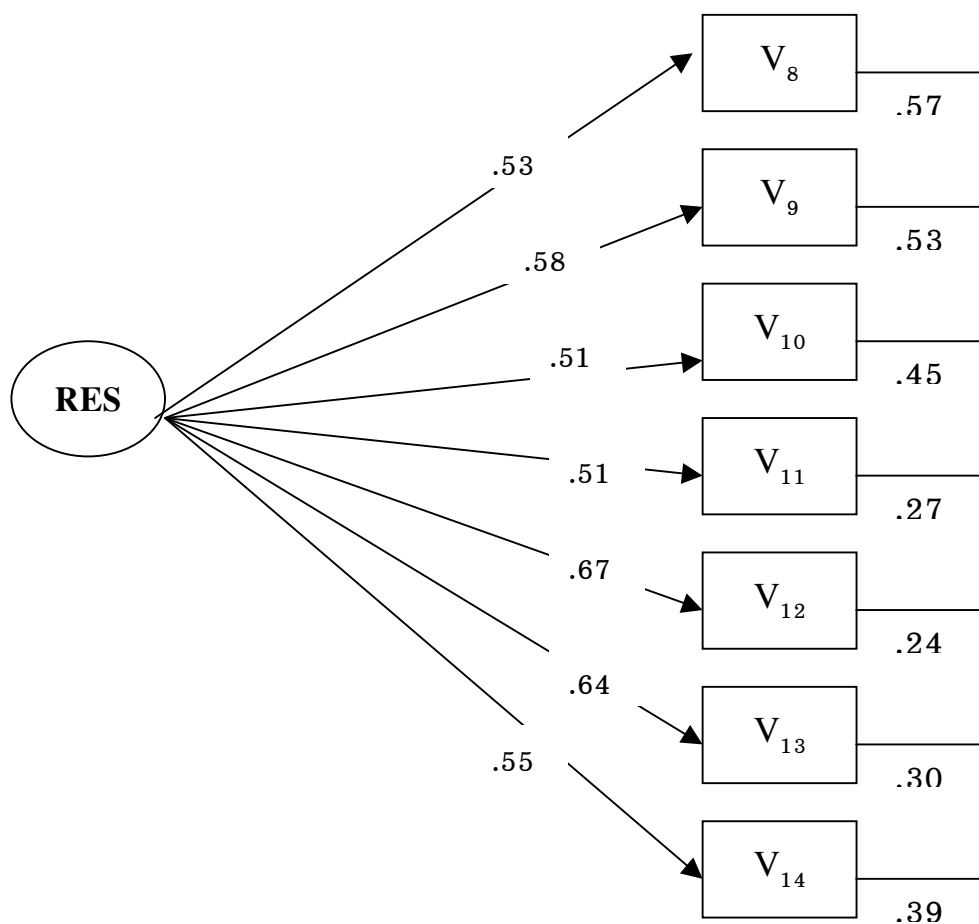 V8
.57
.53
V9
.53
.58
V10
.51
.45
RES
V11
.51
.27
V12
.67
.24
V13
.64
.30
.55
V14
.39